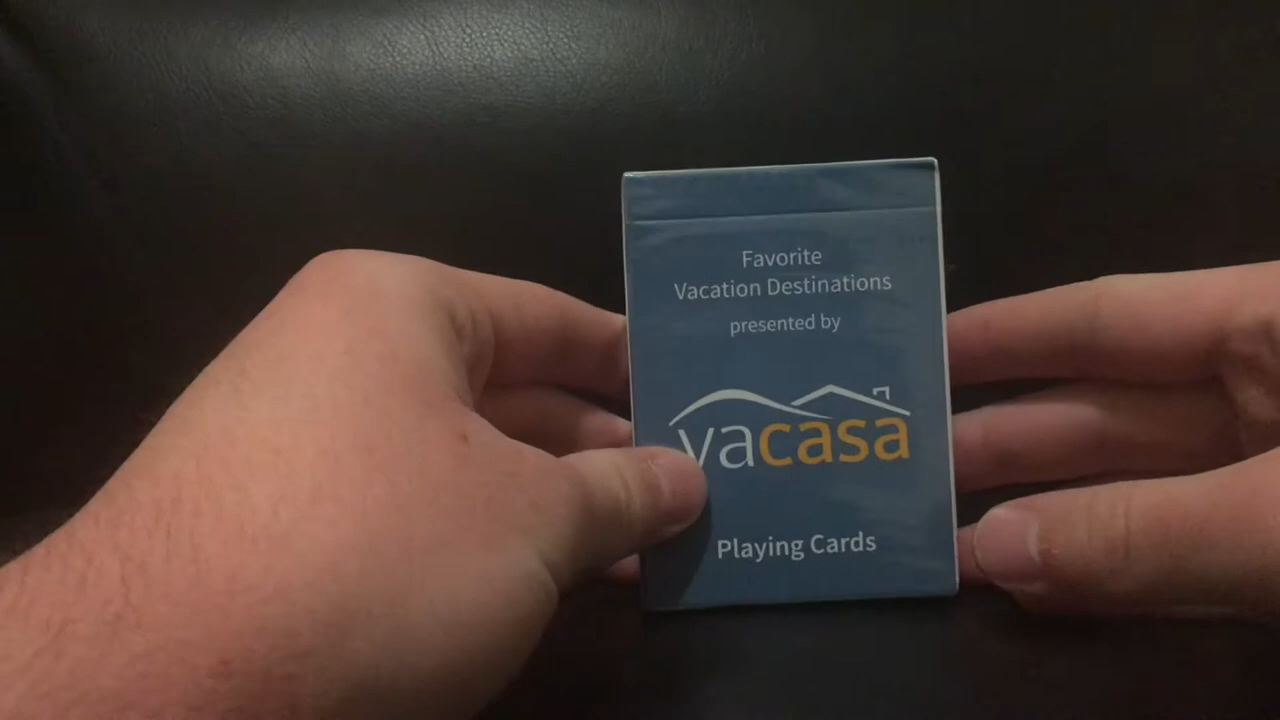 Favorite
Vacation Destinations
presented by
vacasa
Playing Cards